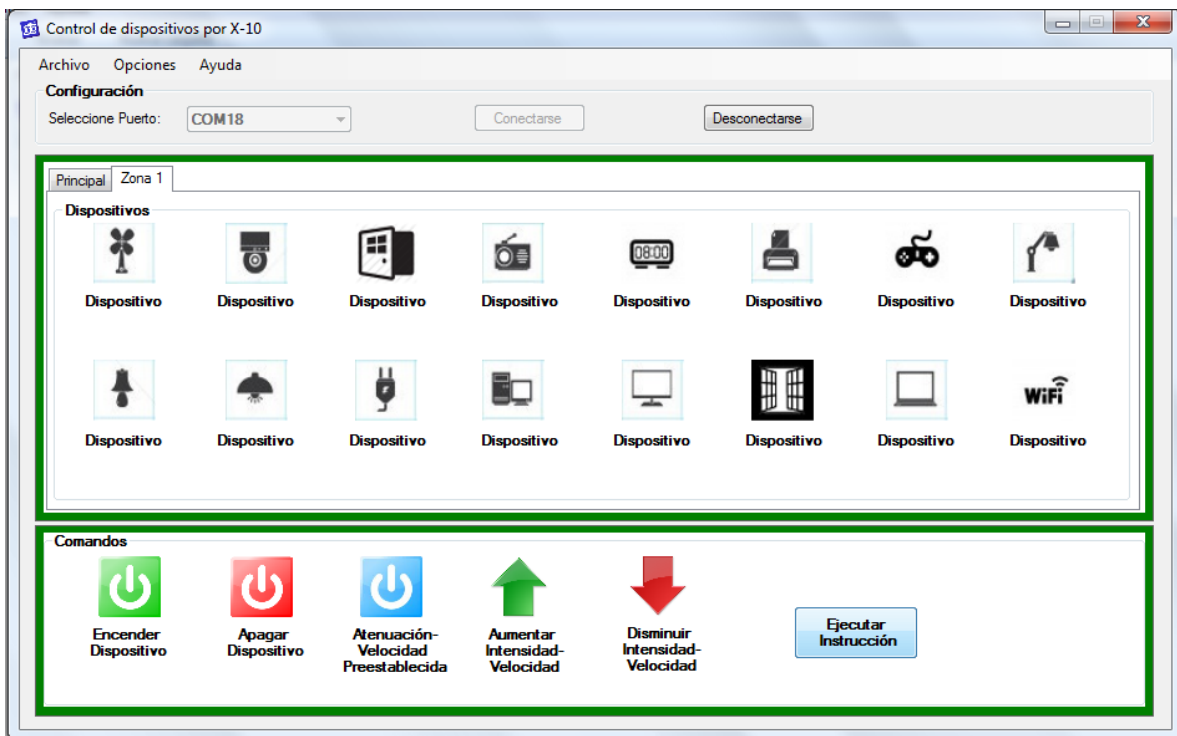 Control de dispositivos por X-10
Archivo Opciones Ayuda
Configuración
Seleccione Puerto: COM18 Conectarse Desconectarse
Principal Zona 1
Dispositivos
08:00
Dispositivo Dispositivo Dispositivo Dispositivo Dispositivo Dispositivo Dispositivo Dispositivo
WiFi
Dispositivo Dispositivo Dispositivo Dispositivo Dispositivo Dispositivo Dispositivo Dispositivo
Comandos
Encender
Dispositivo
Apagar
Dispositivo
Atenuación-
Velocidad
Preestablecida
Aumentar
Intensidad-
Velocidad
Disminuir
Intensidad-
Velocidad
Ejecutar
Instrucción